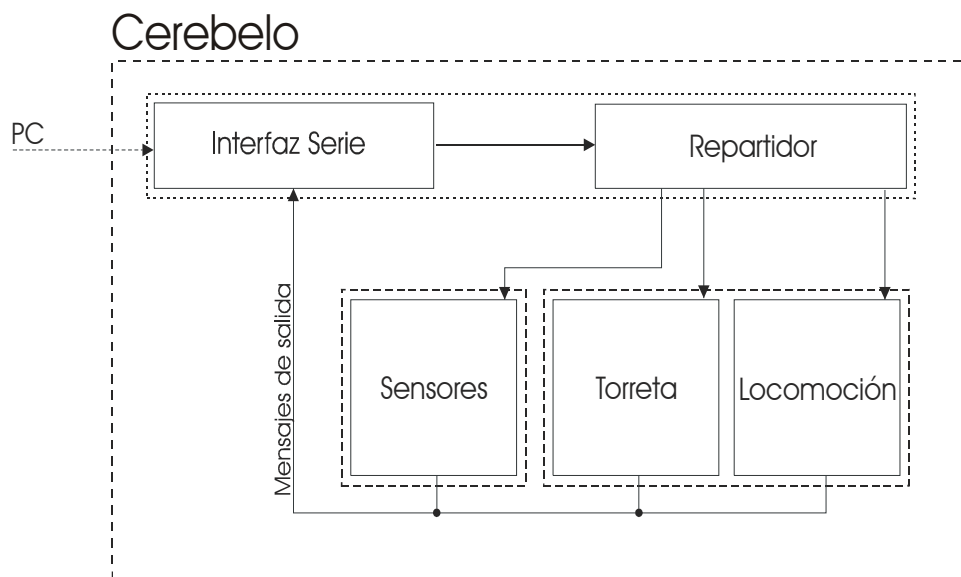 Cerebelo
PC
Interfaz Serie
Repartidor
Mensajes de salida
Sensores
Torreta
Locomoción